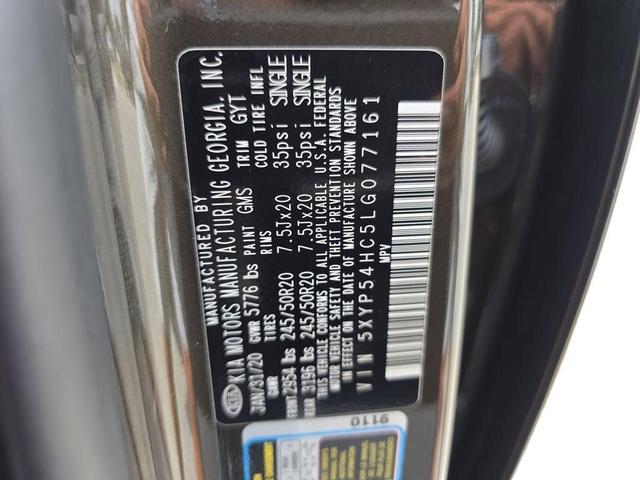 MANUFACTURED BY
KIA KIA MOTORS MANUFACTURING GEORGIA, INC.
JAN/31/20 GVWR 5776 lbs PAINT GMS TRIM GYT
GAWR TIRES RIMS COLD TIRE INFL
FRONT 2954 lbs 245/50R20 7.5Jx20 35psi SINGLE
REAR 3196 lbs 245/50R20 7.5Jx20 35psi SINGLE
THIS VEHICLE CONFORMS TO ALL APPLICABLE U.S.A. FEDERAL
MOTOR VEHICLE SAFETY AND THEFT PREVENTION STANDARDS
IN EFFECT ON THE DATE OF MANUFACTURE SHOWN ABOVE
VIN 5XYP54HC5LG077161
MPV
9110